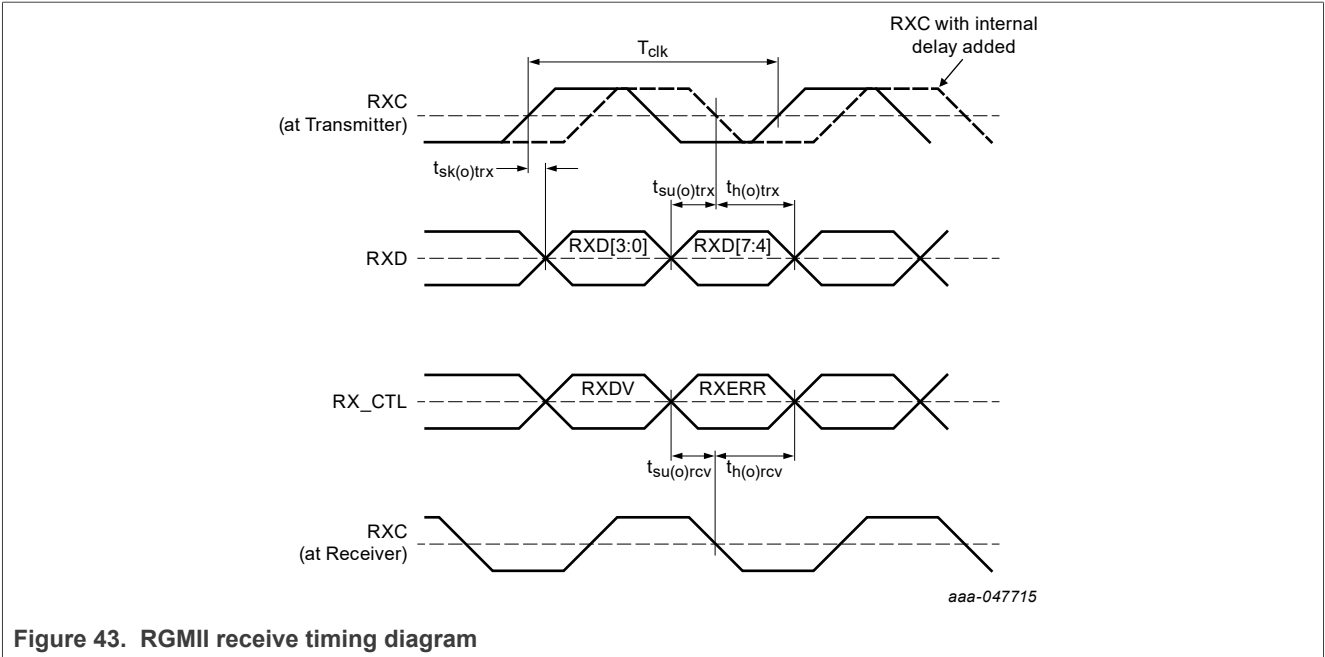 RXC with internal
delay added
Tclk
RXC
(at Transmitter)
tsk(o)trx
tsu(o)trx
th(o)trx
RXD
RXD[3:0]
RXD[7:4]
RX_CTL
RXDV
RXERR
tsu(o)rcv
th(o)rcv
RXC
(at Receiver)
aaa-047715
Figure 43. RGMII receive timing diagram